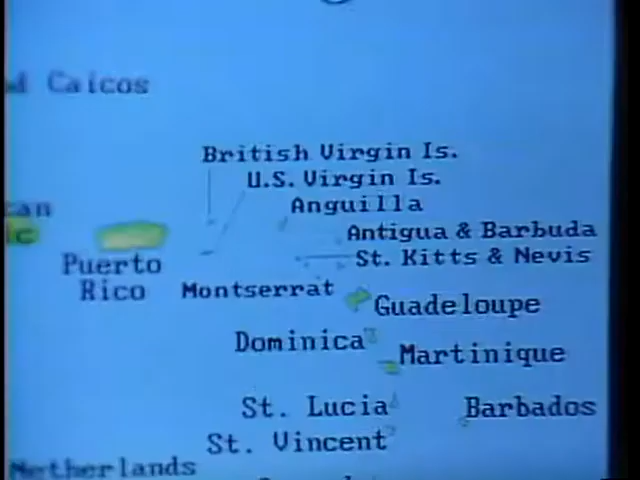 Caicos
British Virgin Is.
U.S. Virgin Is.
Anguilla
Antigua & Barbuda
St. Kitts & Nevis
Puerto
Rico
Montserrat
Guadeloupe
Dominica
Martinique
St. Lucia
Barbados
St. Vincent
Netherlands